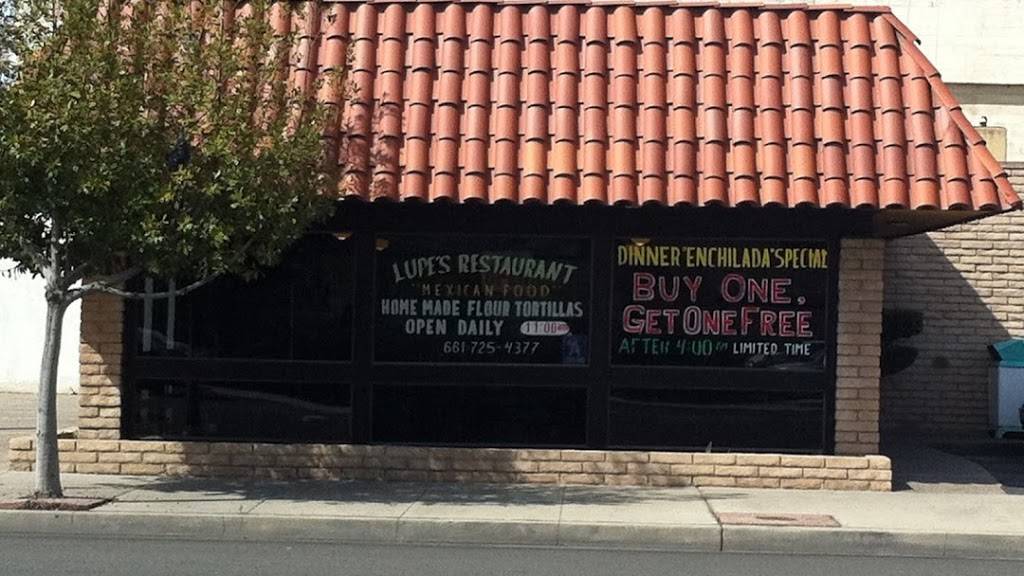 LUPE'S RESTAURANT
"MEXICAN FOOD"
HOME MADE FLOUR TORTILLAS
OPEN DAILY 11:00AM
661-725-4377
DINNER "ENCHILADA" SPECIAL
BUY ONE,
GET ONE FREE
AFTER 4:00 PM LIMITED TIME